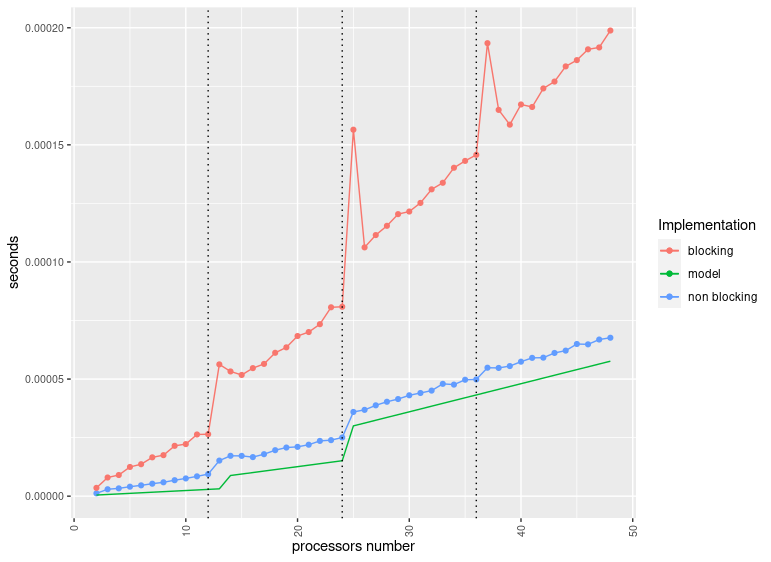 0.00020
0.00015
0.00010
0.00005
0.00000
seconds
0
10
20
30
40
50
processors number
Implementation
blocking
model
non blocking